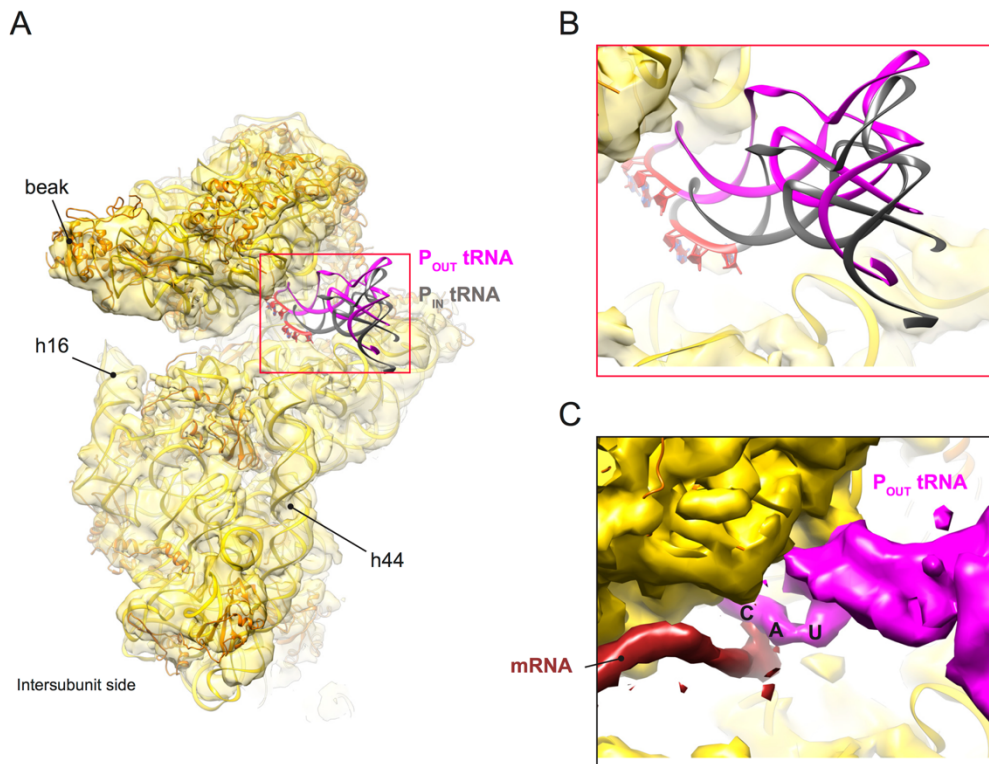 A
B
beak
P_OUT tRNA
P_IN tRNA
h16
h44
Intersubunit side
C
P_OUT tRNA
C
A
U
mRNA